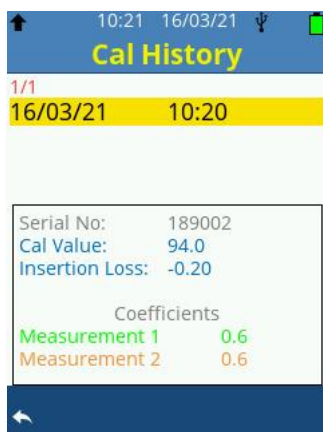 10:21 16/03/21
Cal History
1/1
16/03/21 10:20
Serial No: 189002
Cal Value: 94.0
Insertion Loss: -0.20
Coefficients
Measurement 1 0.6
Measurement 2 0.6